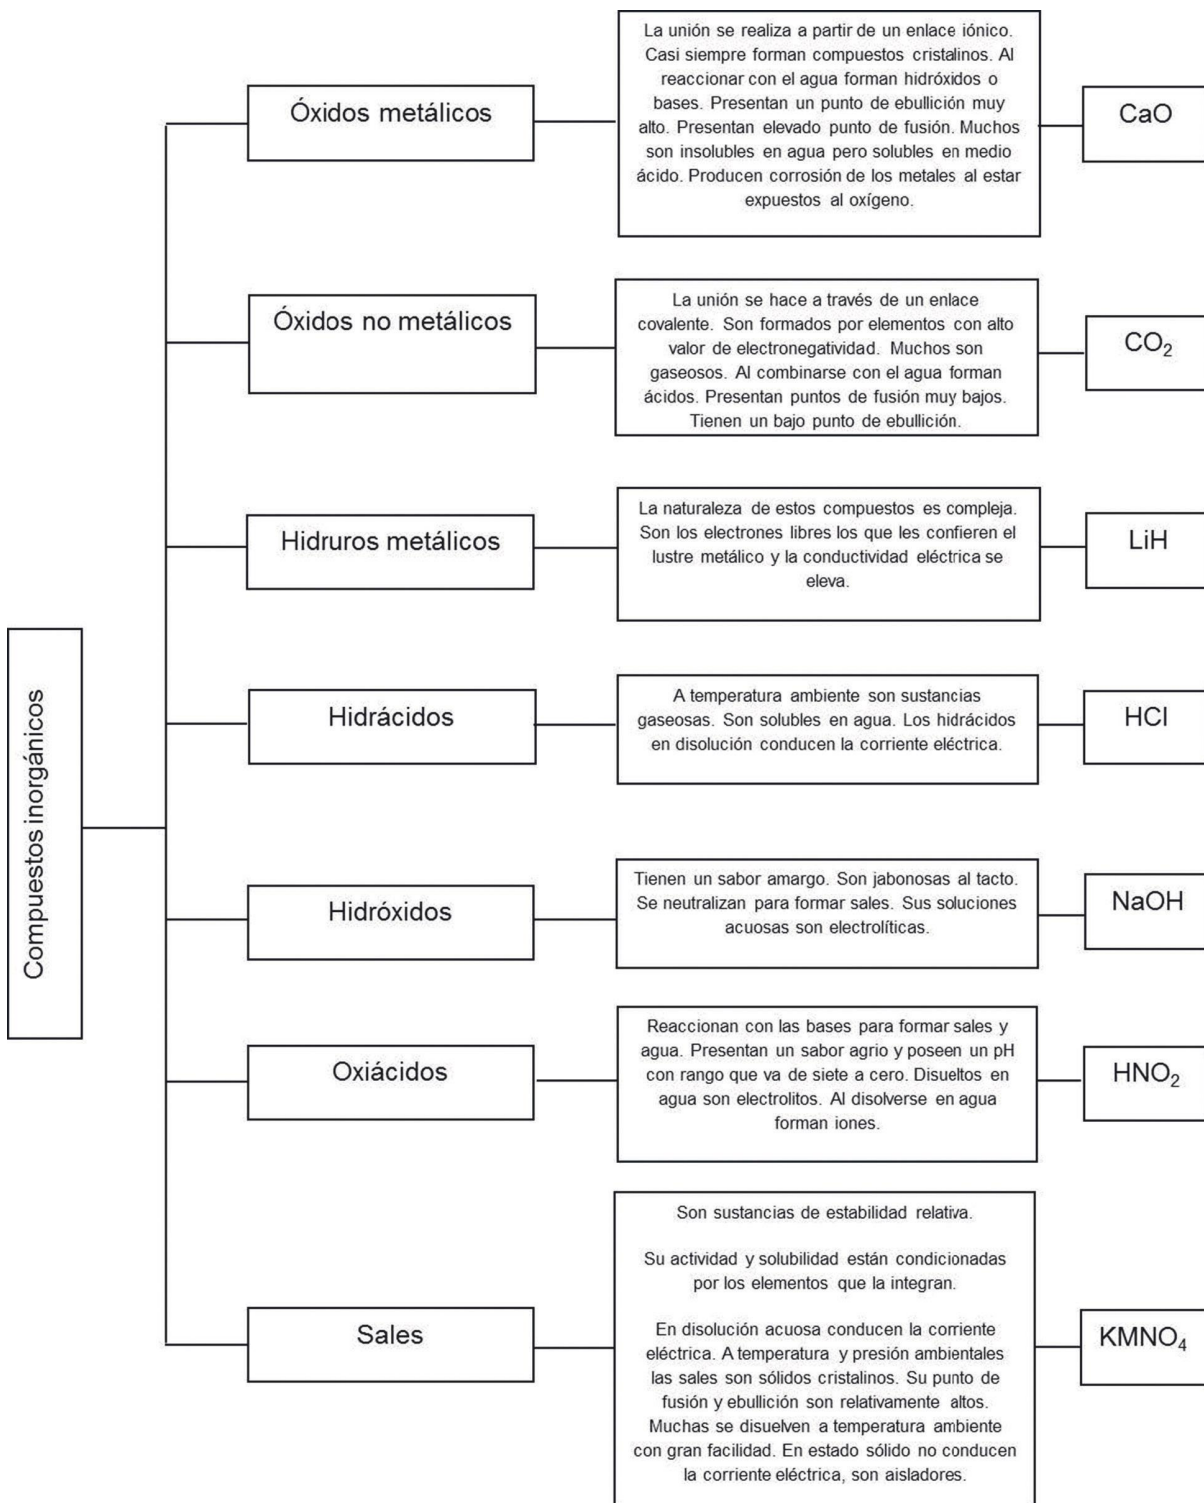 Compuestos inorgánicos
Óxidos metálicos
La unión se realiza a partir de un enlace iónico.
Casi siempre forman compuestos cristalinos. Al
reaccionar con el agua forman hidróxidos o
bases. Presentan un punto de ebullición muy
alto. Presentan elevado punto de fusión. Muchos
son insolubles en agua pero solubles en medio
ácido. Producen corrosión de los metales al estar
expuestos al oxígeno.
CaO
Óxidos no metálicos
La unión se hace a través de un enlace
covalente. Son formados por elementos con alto
valor de electronegatividad. Muchos son
gaseosos. Al combinarse con el agua forman
ácidos. Presentan puntos de fusión muy bajos.
Tienen un bajo punto de ebullición.
CO₂
Hidruros metálicos
La naturaleza de estos compuestos es compleja.
Son los electrones libres los que les confieren el
lustre metálico y la conductividad eléctrica se
eleva.
LiH
Hidrácidos
A temperatura ambiente son sustancias
gaseosas. Son solubles en agua. Los hidrácidos
en disolución conducen la corriente eléctrica.
HCl
Hidróxidos
Tienen un sabor amargo. Son jabonosas al tacto.
Se neutralizan para formar sales. Sus soluciones
acuosas son electrolíticas.
NaOH
Oxiácidos
Reaccionan con las bases para formar sales y
agua. Presentan un sabor agrio y poseen un pH
con rango que va de siete a cero. Disueltos en
agua son electrolitos. Al disolverse en agua
forman iones.
HNO₂
Sales
Son sustancias de estabilidad relativa.
Su actividad y solubilidad están condicionadas
por los elementos que la integran.
En disolución acuosa conducen la corriente
eléctrica. A temperatura y presión ambientales
las sales son sólidos cristalinos. Su punto de
fusión y ebullición son relativamente altos.
Muchas se disuelven a temperatura ambiente
con gran facilidad. En estado sólido no conducen
la corriente eléctrica, son aisladores.
KMNO₄